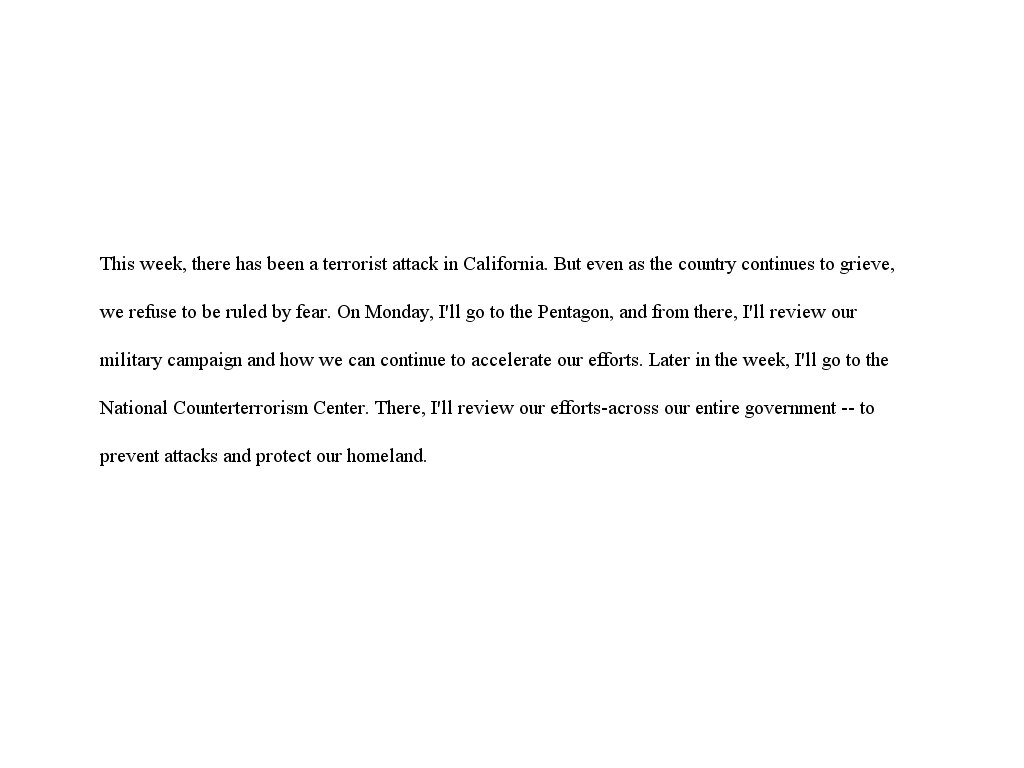 This week, there has been a terrorist attack in California. But even as the country continues to grieve,
we refuse to be ruled by fear. On Monday, I'll go to the Pentagon, and from there, I'll review our
military campaign and how we can continue to accelerate our efforts. Later in the week, I'll go to the
National Counterterrorism Center. There, I'll review our efforts-across our entire government -- to
prevent attacks and protect our homeland.